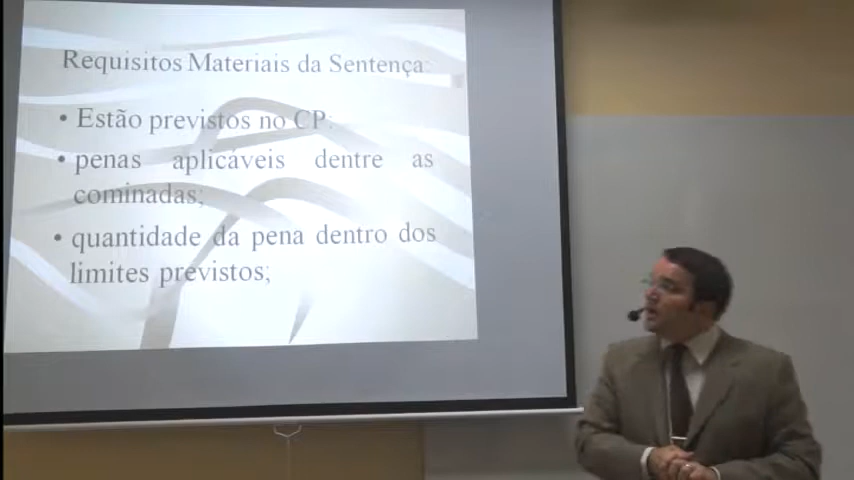 Requisitos Materiais da Sentença:
• Estão previstos no CP:
• penas aplicáveis dentre as
cominadas;
• quantidade da pena dentro dos
limites previstos;